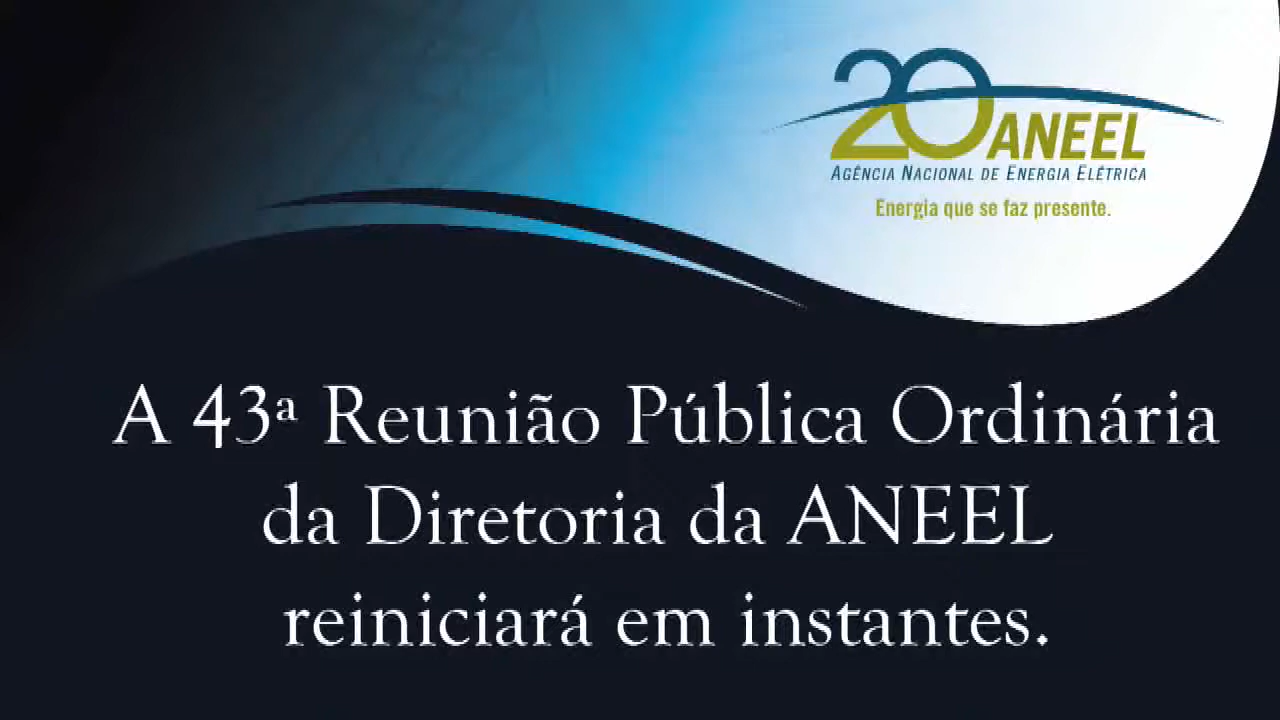 20 ANEEL
AGÊNCIA NACIONAL DE ENERGIA ELÉTRICA
Energia que se faz presente.
A 43ª Reunião Pública Ordinária
da Diretoria da ANEEL
reiniciará em instantes.